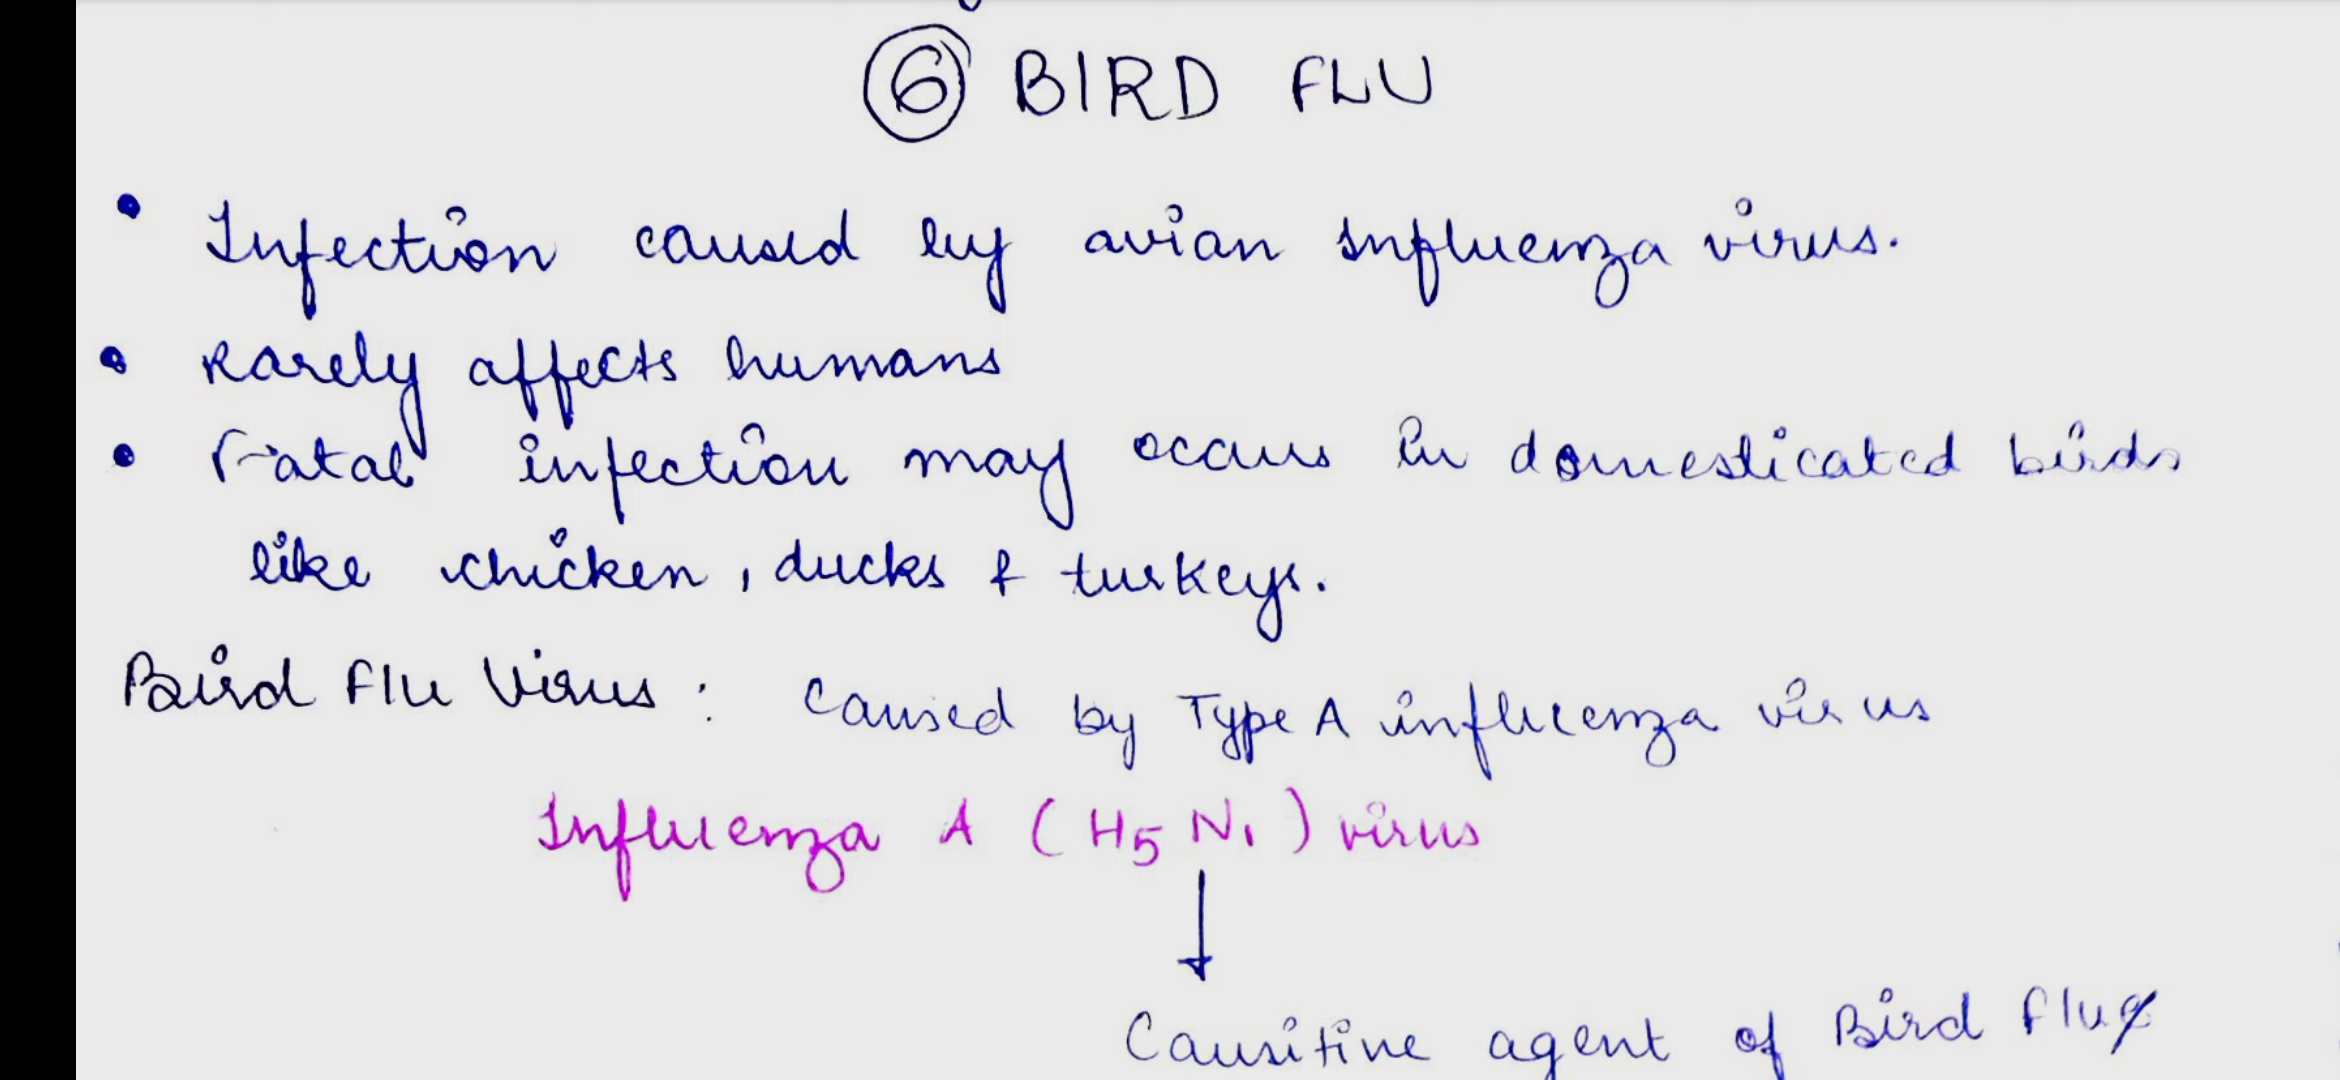 6 BIRD FLU
• Infection caused by avian Influenza virus.
• Rarely affects humans
• Fatal infection may occurs in domesticated birds
like chicken, ducks & turkeys.
Bird Flu Virus : Caused by Type A influenza virus
Influenza A (H5 N1) virus
↓
Causitive agent of Bird Flu